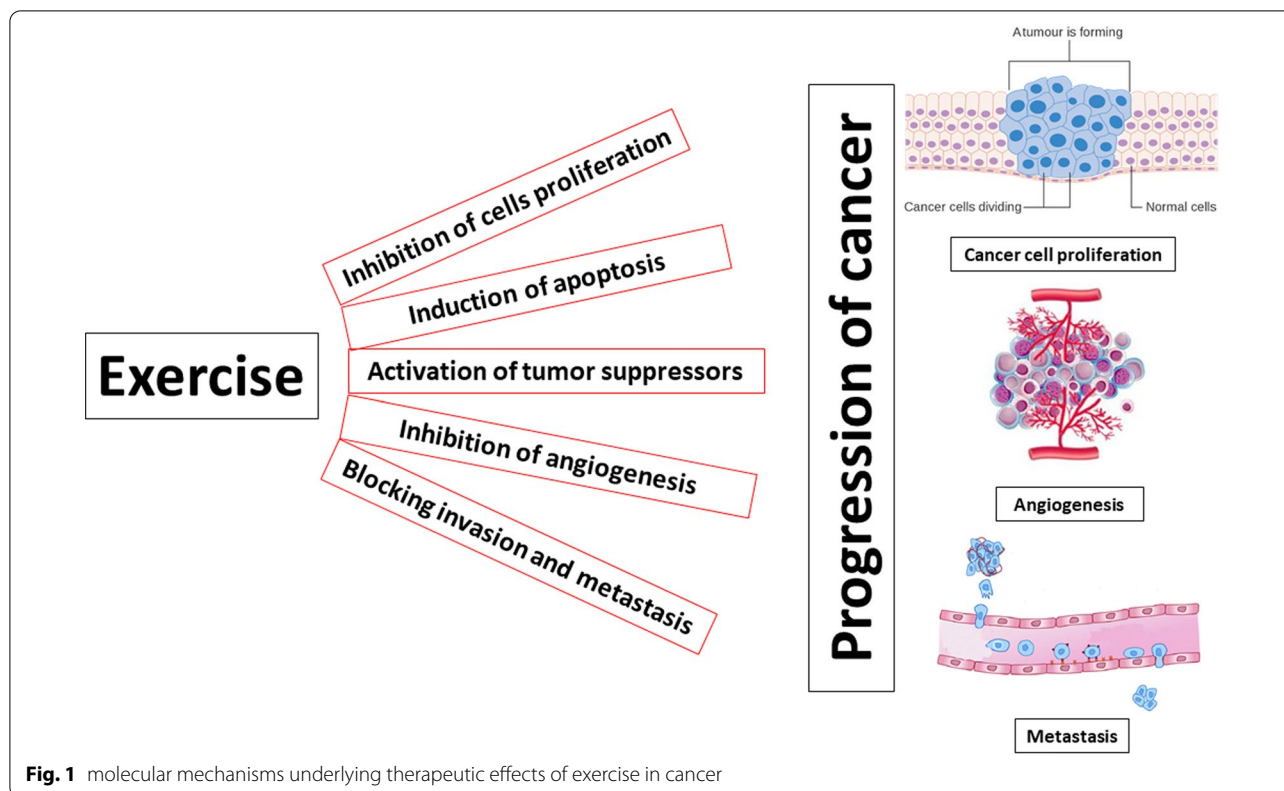 Exercise
Inhibition of cells proliferation
Induction of apoptosis
Activation of tumor suppressors
Inhibition of angiogenesis
Blocking invasion and metastasis
Progression of cancer
Atumour is forming
Cancer cells dividing
Normal cells
Cancer cell proliferation
Angiogenesis
Metastasis
Fig. 1 molecular mechanisms underlying therapeutic effects of exercise in cancer